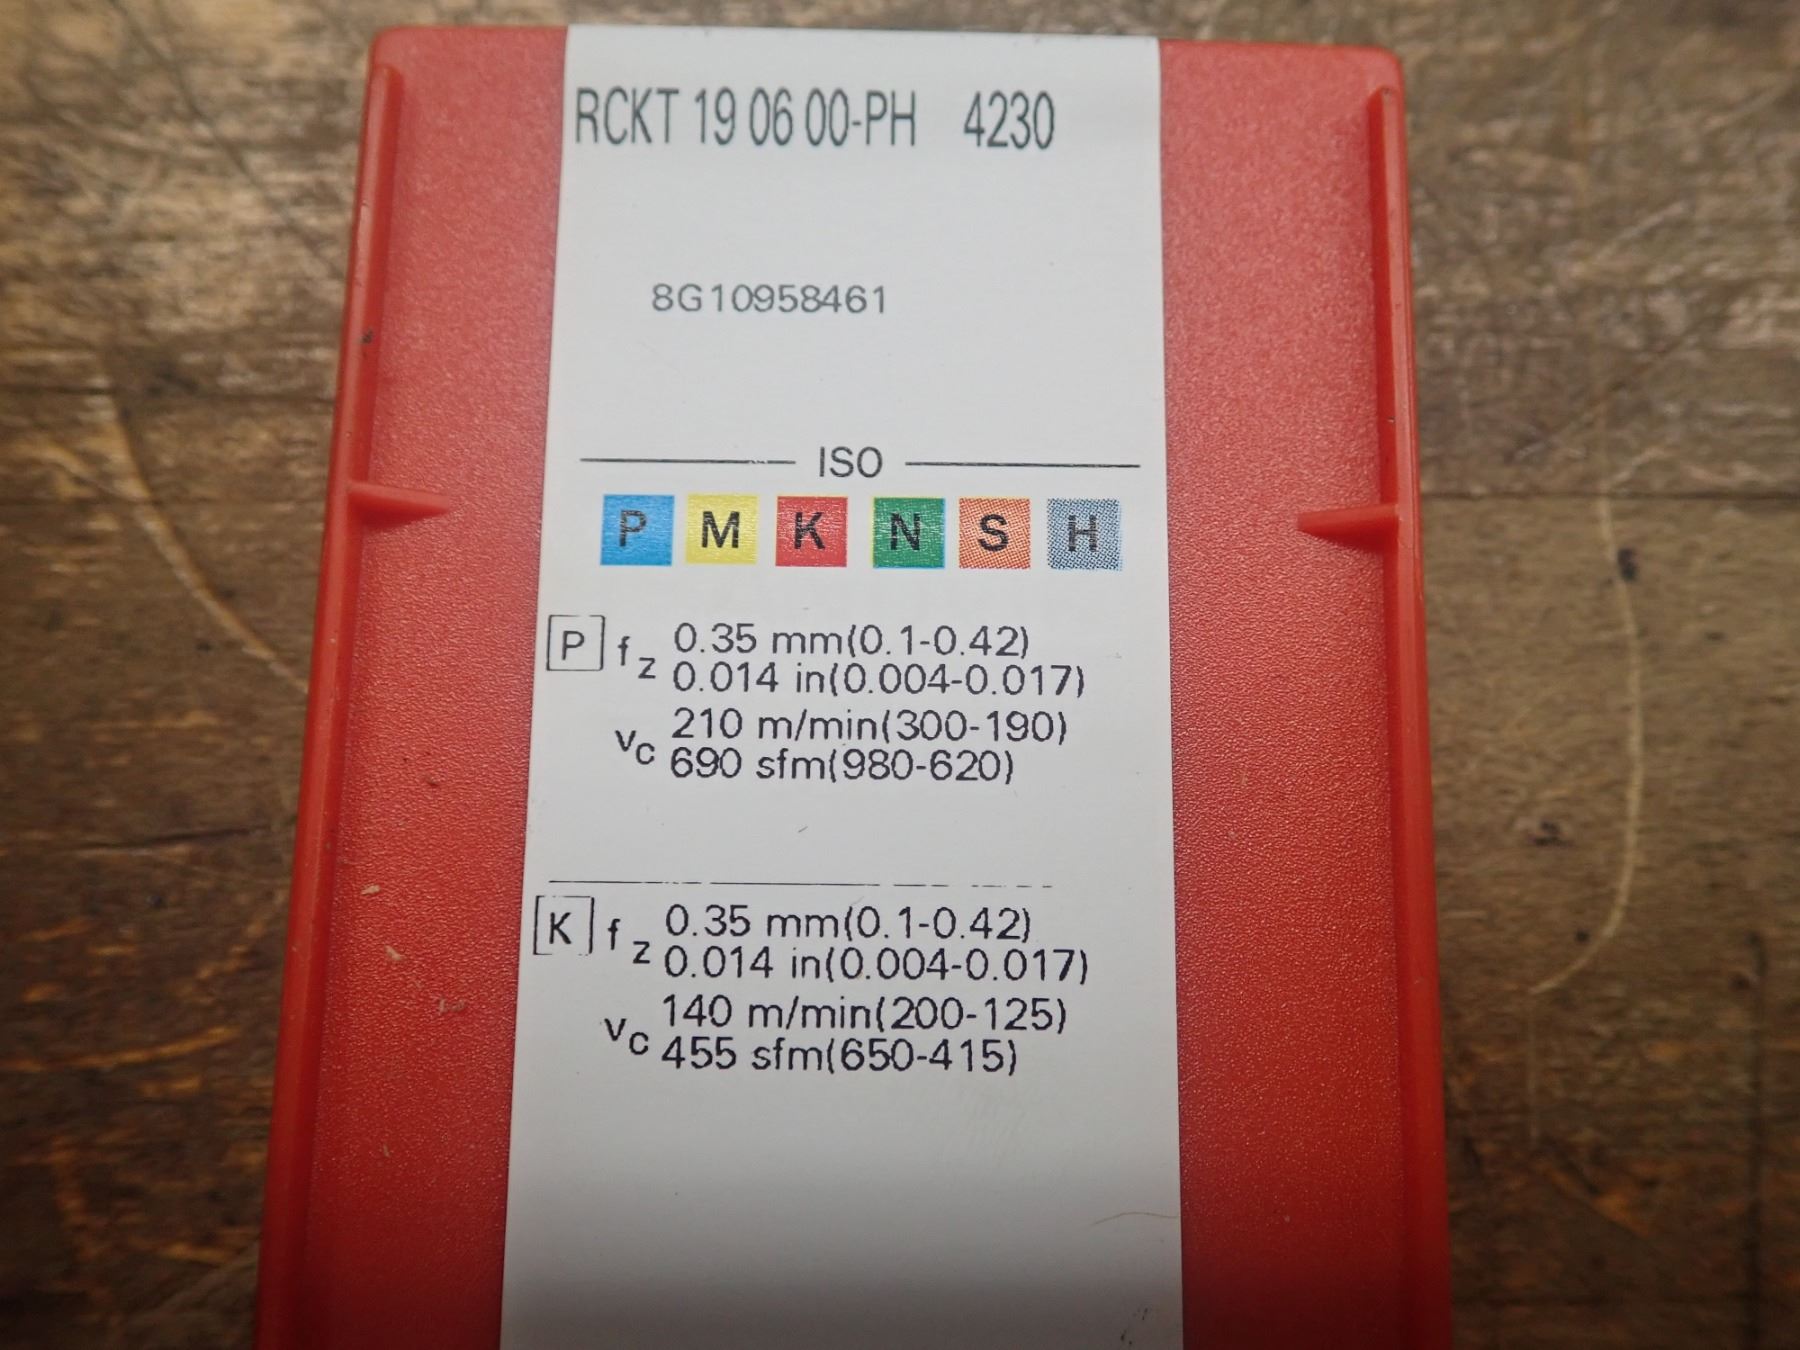 RCKT 19 06 00-PH 4230
8G10958461
ISO
P M K N S H
P fz 0.35 mm(0.1-0.42)
0.014 in(0.004-0.017)
vc 210 m/min(300-190)
690 sfm(980-620)
K fz 0.35 mm(0.1-0.42)
0.014 in(0.004-0.017)
vc 140 m/min(200-125)
455 sfm(650-415)